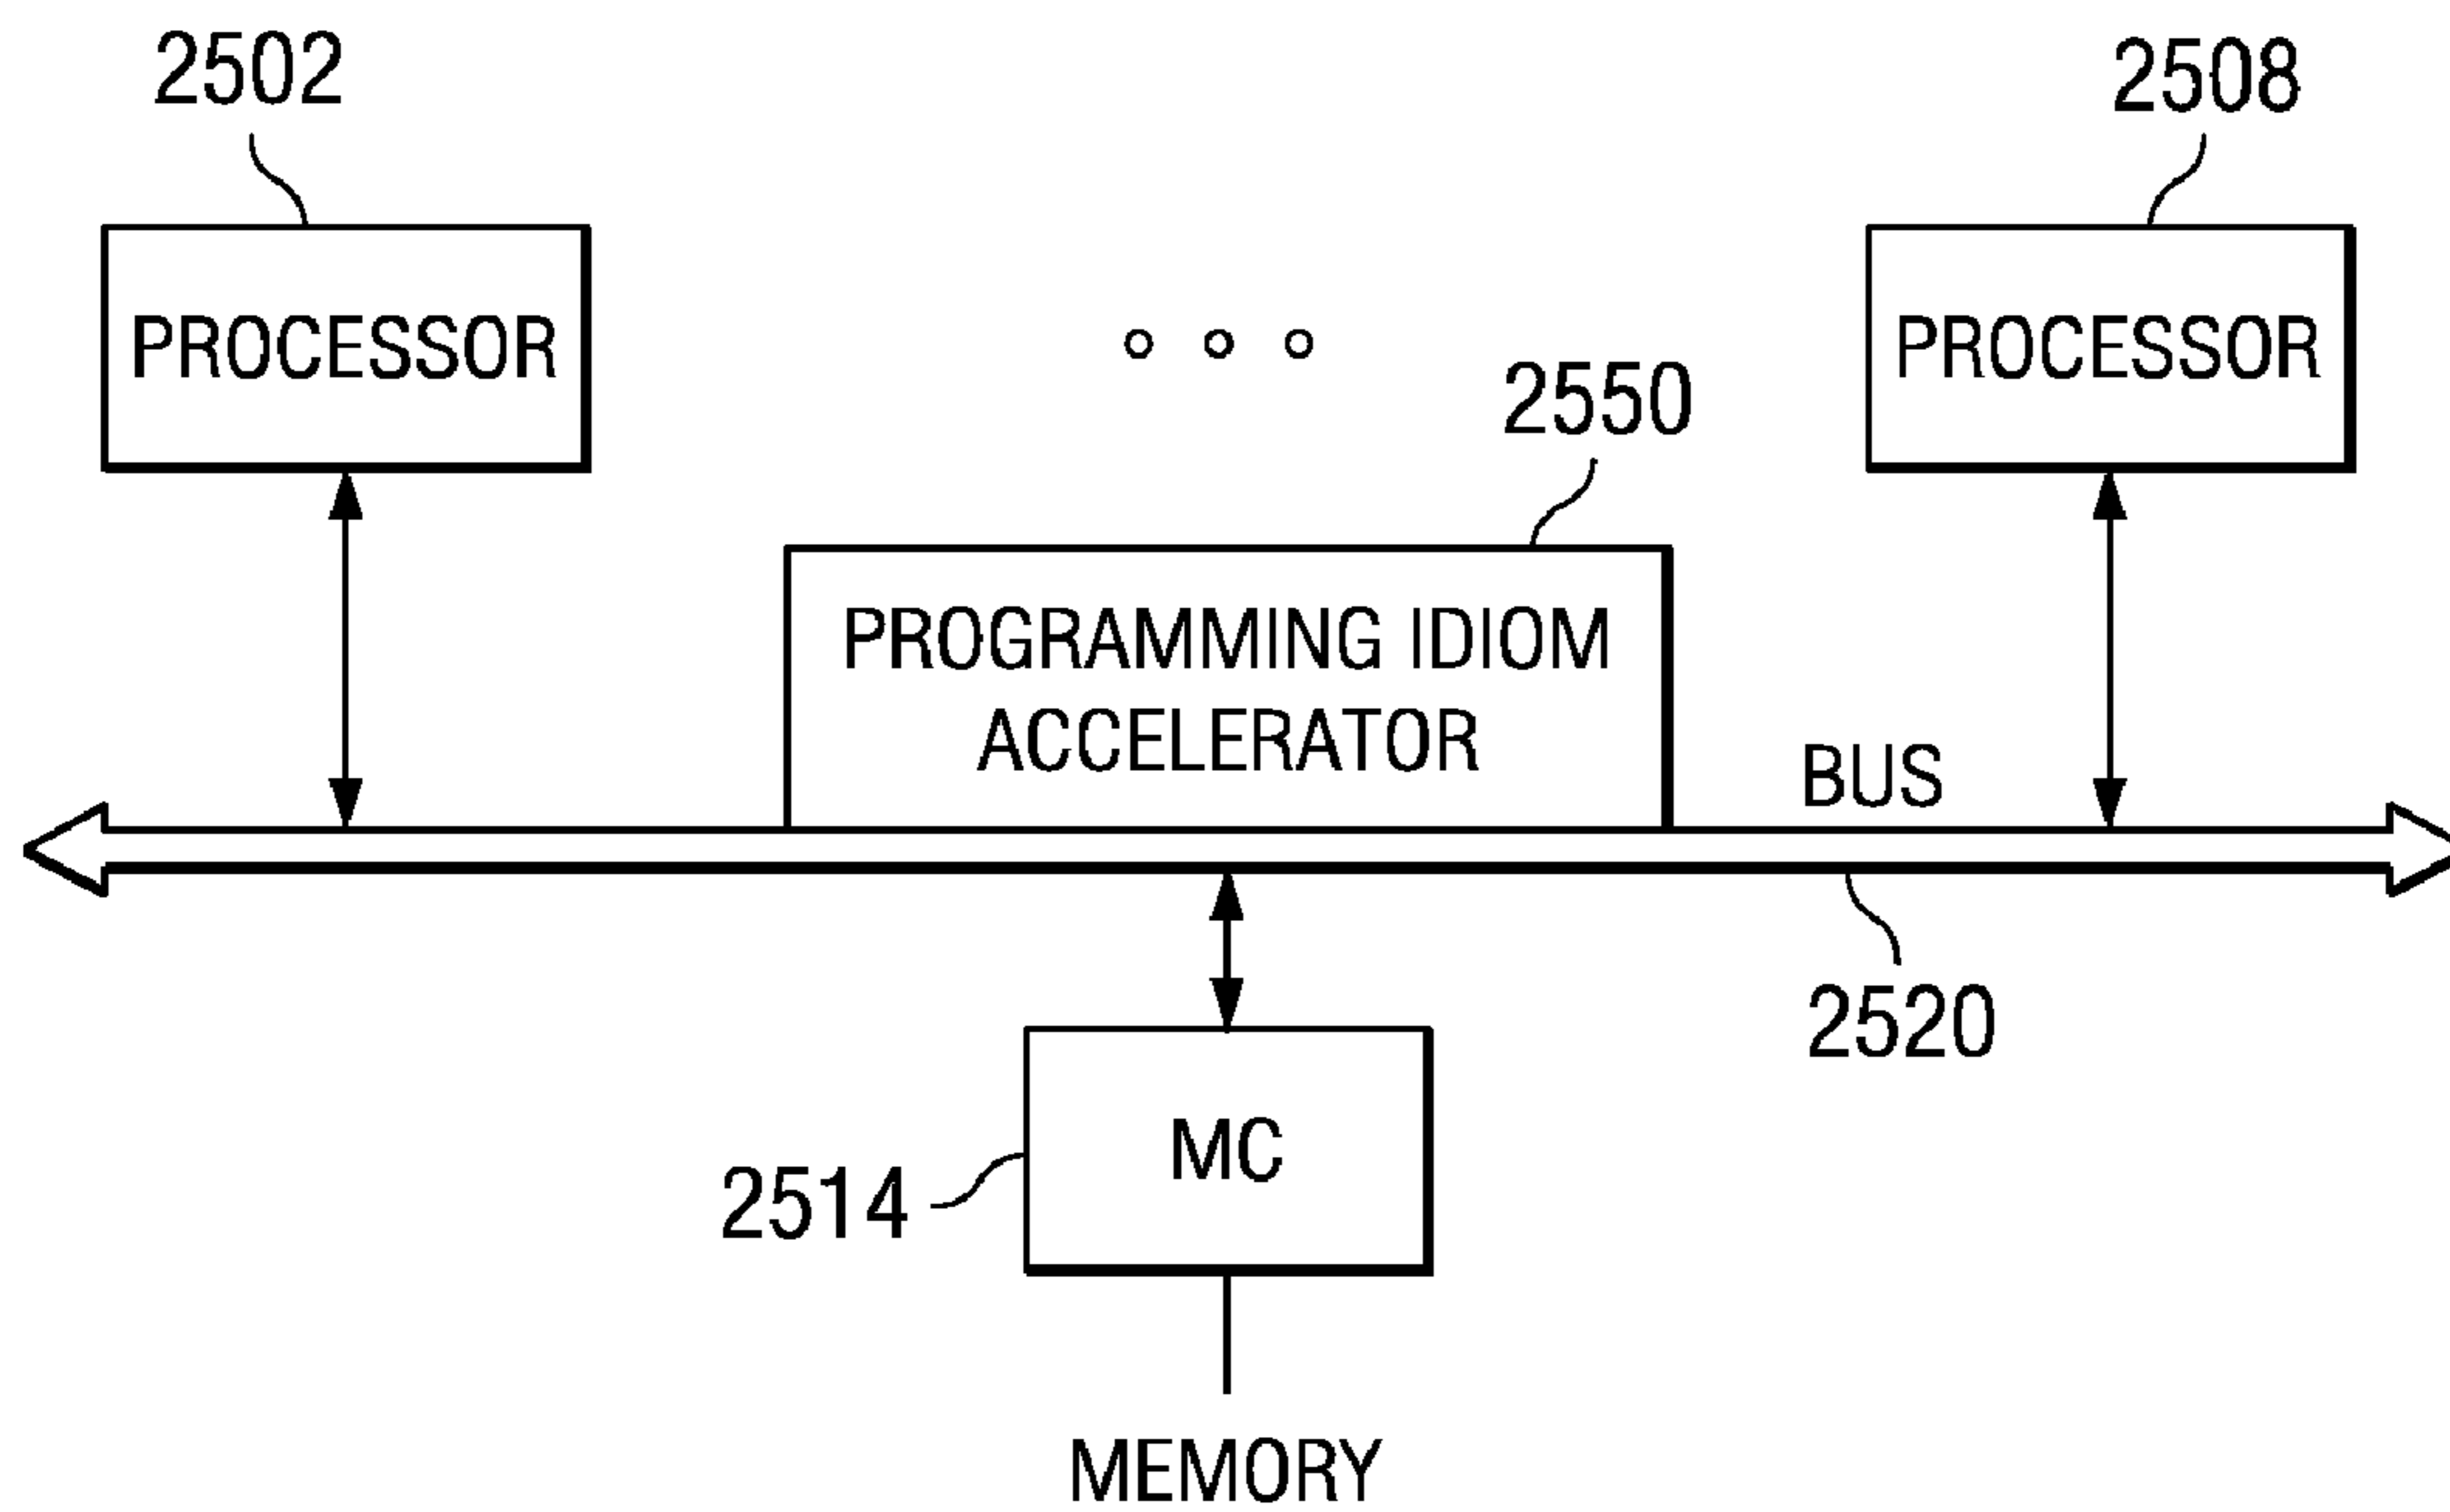 2502
2508
PROCESSOR
PROCESSOR
2550
PROGRAMMING IDIOM
ACCELERATOR
BUS
2520
MC
2514
MEMORY